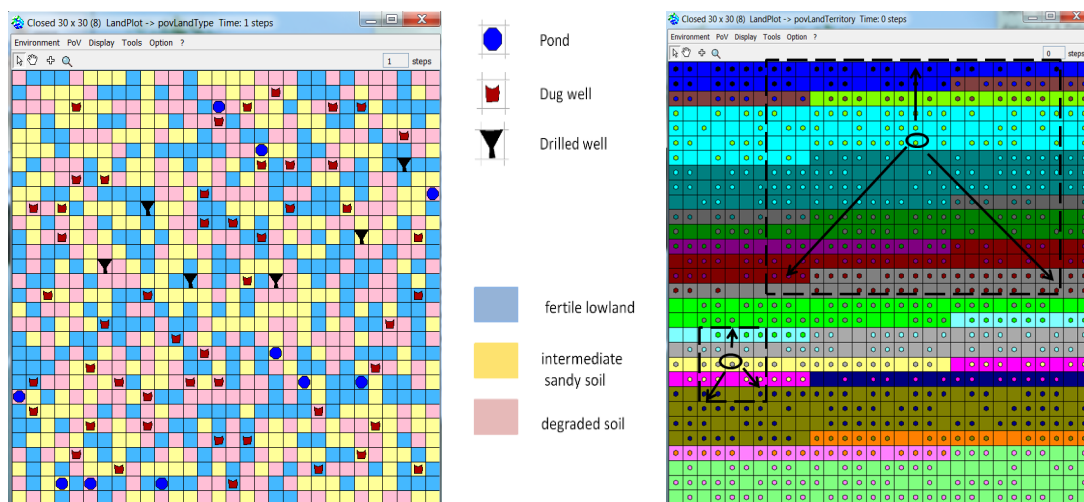 Closed 30 x 30 (8) LandPlot -> povLandType Time: 1 steps
Environment PoV Display Tools Option ?
1 steps
Pond
Dug well
Drilled well
fertile lowland
intermediate
sandy soil
degraded soil
Closed 30 x 30 (8) LandPlot -> povLandTerritory Time: 0 steps
Environment PoV Display Tools Option ?
0 steps